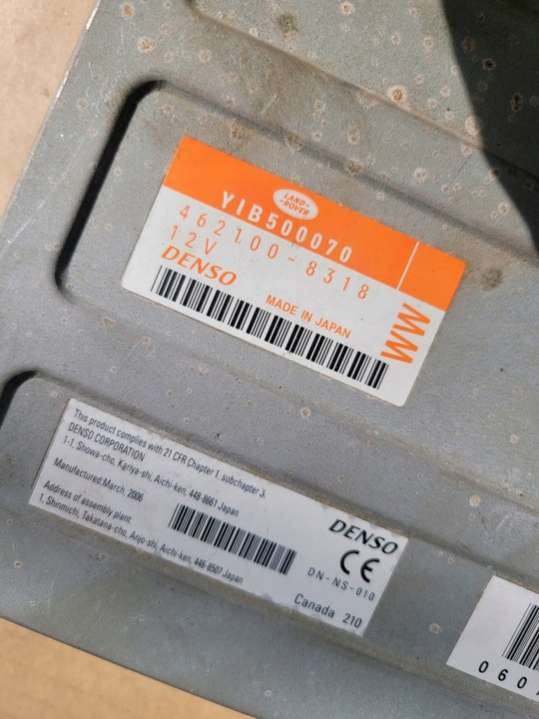 LAND-
ROVER
YIB500070
462100-8318
12V
DENSO
MADE IN JAPAN
WW
This product complies with 21 CFR Chapter 1, subchapter J.
DENSO CORPORATION
1-1, Showa-cho, Kariya-shi, Aichi-ken, 448-8661 Japan
Manufactured:March, 2006
Address of assembly plant
1, Shinmichi, Takatana-cho, Anjo-shi, Aichi-ken, 446-8507 Japan
DENSO
CE
DN-NS-010
Canada 210